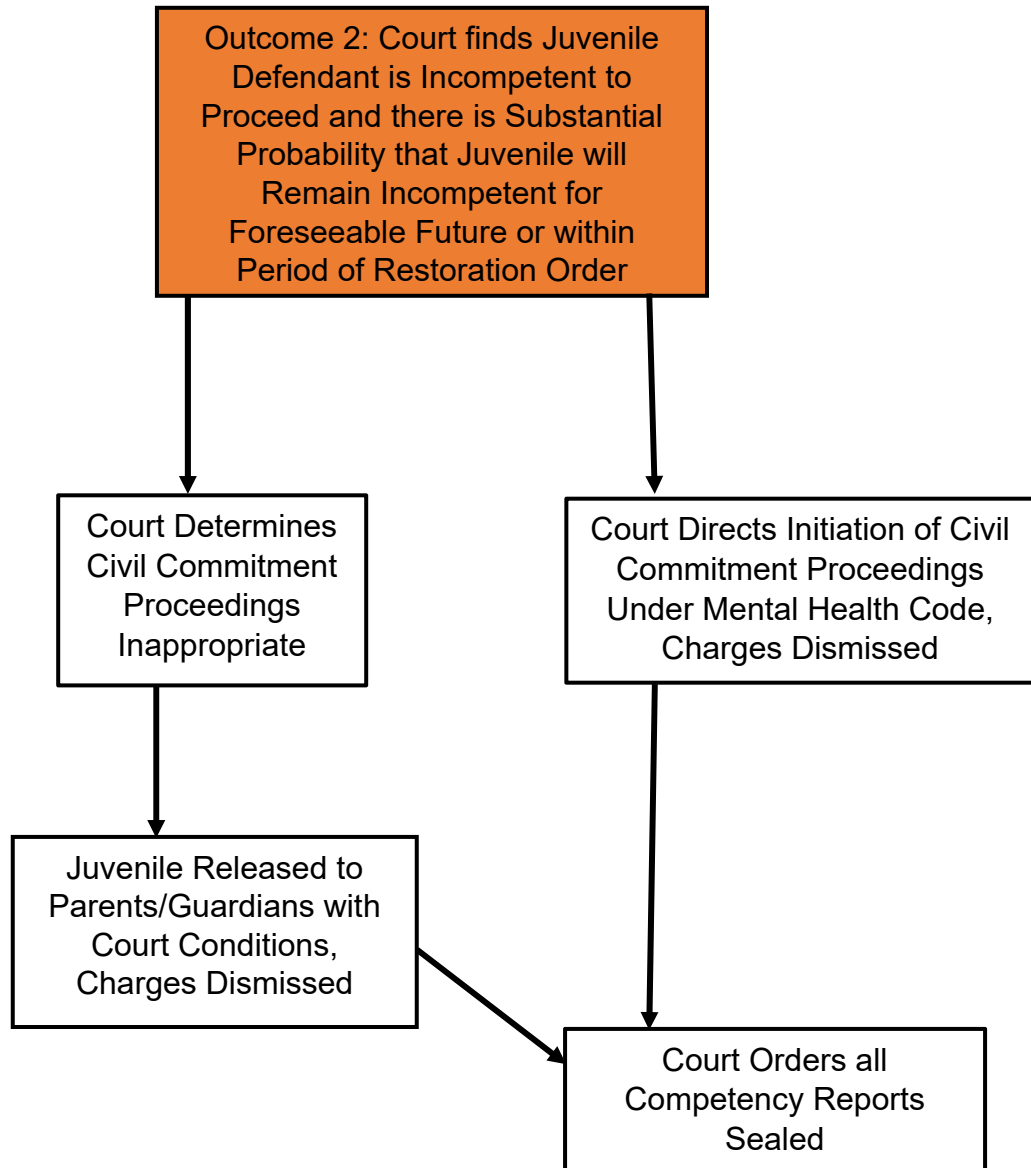 Outcome 2: Court finds Juvenile
Defendant is Incompetent to
Proceed and there is Substantial
Probability that Juvenile will
Remain Incompetent for
Foreseeable Future or within
Period of Restoration Order
Court Determines
Civil Commitment
Proceedings
Inappropriate
Court Directs Initiation of Civil
Commitment Proceedings
Under Mental Health Code,
Charges Dismissed
Juvenile Released to
Parents/Guardians with
Court Conditions,
Charges Dismissed
Court Orders all
Competency Reports
Sealed